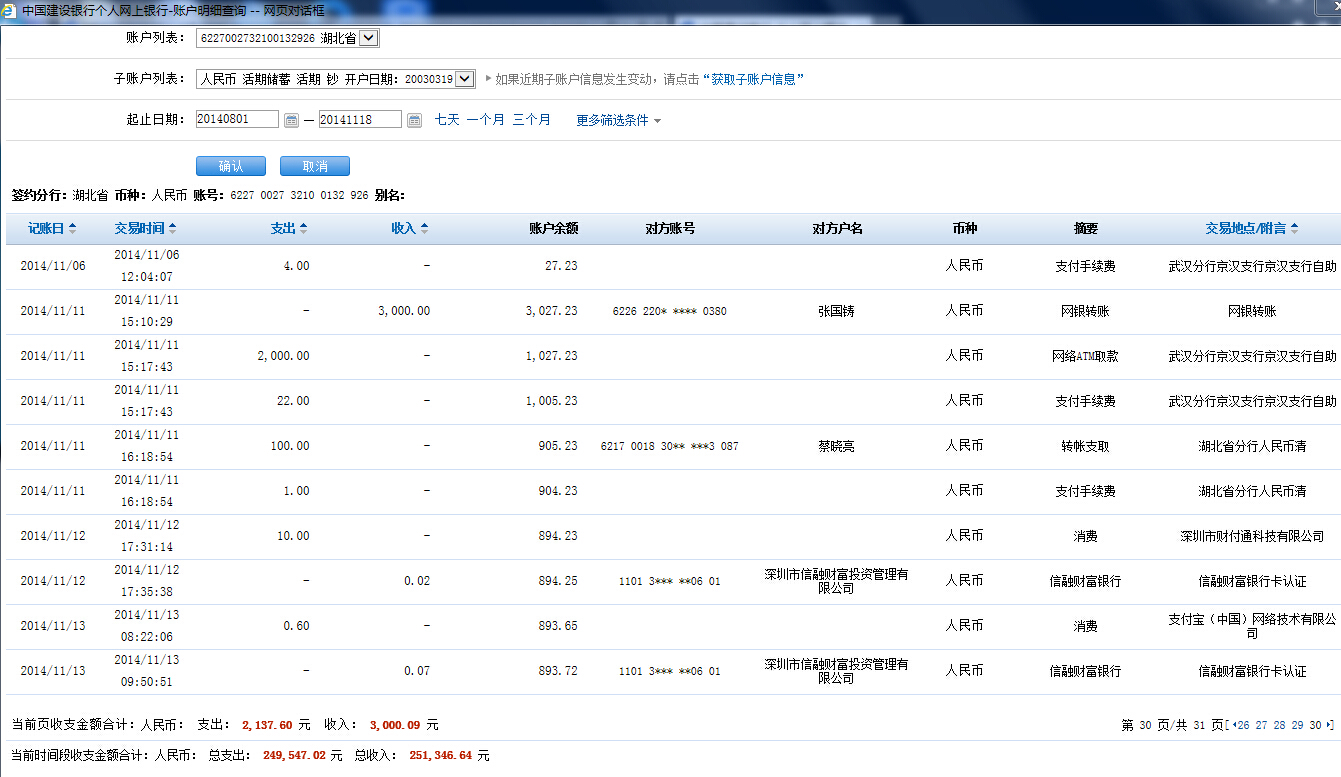 中国建设银行个人网上银行-账户明细查询 -- 网页对话框
账户列表： 6227002732100132926 湖北省
子账户列表： 人民币 活期储蓄 活期 钞 开户日期：20030319 如果近期子账户信息发生变动，请点击“获取子账户信息”
起止日期： 20140801 — 20141118 七天 一个月 三个月 更多筛选条件
确认 取消
签约分行：湖北省 币种：人民币 账号：6227 0027 3210 0132 926 别名：
记账日 交易时间 支出 收入 账户余额 对方账号 对方户名 币种 摘要 交易地点/附言
2014/11/06 2014/11/06 12:04:07 4.00 - 27.23 人民币 支付手续费 武汉分行京汉支行京汉支行自助
2014/11/11 2014/11/11 15:10:29 - 3,000.00 3,027.23 6226 220* **** 0380 张国铸 人民币 网银转账 网银转账
2014/11/11 2014/11/11 15:17:43 2,000.00 - 1,027.23 人民币 网络ATM取款 武汉分行京汉支行京汉支行自助
2014/11/11 2014/11/11 15:17:43 22.00 - 1,005.23 人民币 支付手续费 武汉分行京汉支行京汉支行自助
2014/11/11 2014/11/11 16:18:54 100.00 - 905.23 6217 0018 30** ***3 087 蔡晓亮 人民币 转帐支取 湖北省分行人民币清
2014/11/11 2014/11/11 16:18:54 1.00 - 904.23 人民币 支付手续费 湖北省分行人民币清
2014/11/12 2014/11/12 17:31:14 10.00 - 894.23 人民币 消费 深圳市财付通科技有限公司
2014/11/12 2014/11/12 17:35:38 - 0.02 894.25 1101 3*** **06 01 深圳市信融财富投资管理有限公司 人民币 信融财富银行 信融财富银行卡认证
2014/11/13 2014/11/13 08:22:06 0.60 - 893.65 人民币 消费 支付宝（中国）网络技术有限公司
2014/11/13 2014/11/13 09:50:51 - 0.07 893.72 1101 3*** **06 01 深圳市信融财富投资管理有限公司 人民币 信融财富银行 信融财富银行卡认证
当前页收支金额合计：人民币： 支出： 2,137.60 元 收入： 3,000.09 元 第 30 页/共 31 页[ 26 27 28 29 30 ]
当前时间段收支金额合计：人民币： 总支出： 249,547.02 元 总收入： 251,346.64 元